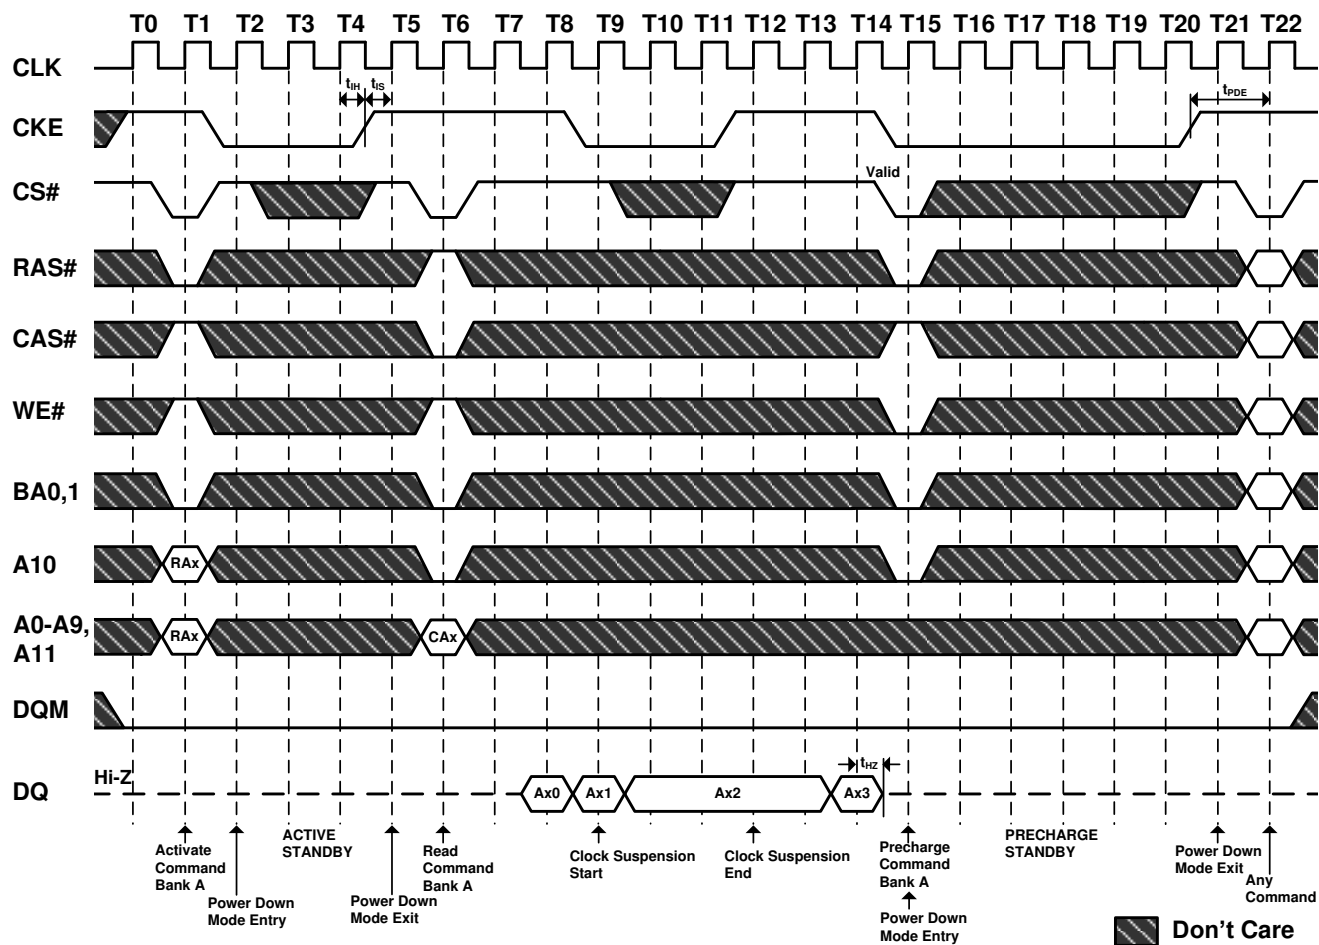 T0 T1 T2 T3 T4 T5 T6 T7 T8 T9 T10 T11 T12 T13 T14 T15 T16 T17 T18 T19 T20 T21 T22
CLK
tIH tIS
tPDE
CKE
Valid
CS#
RAS#
CAS#
WE#
BA0,1
A10
RAx
A0-A9,
A11
RAx
CAx
DQM
tHZ
Hi-Z
DQ
Ax0 Ax1 Ax2 Ax3
Activate
Command
Bank A
Power Down
Mode Entry
ACTIVE
STANDBY
Power Down
Mode Exit
Read
Command
Bank A
Clock Suspension
Start
Clock Suspension
End
Precharge
Command
Bank A
Power Down
Mode Entry
PRECHARGE
STANDBY
Power Down
Mode Exit
Any
Command
Don't Care